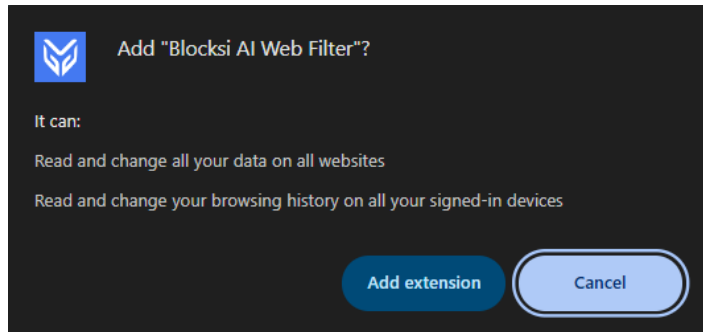 Add "Blocksi AI Web Filter"?
It can:
Read and change all your data on all websites
Read and change your browsing history on all your signed-in devices
Add extension
Cancel